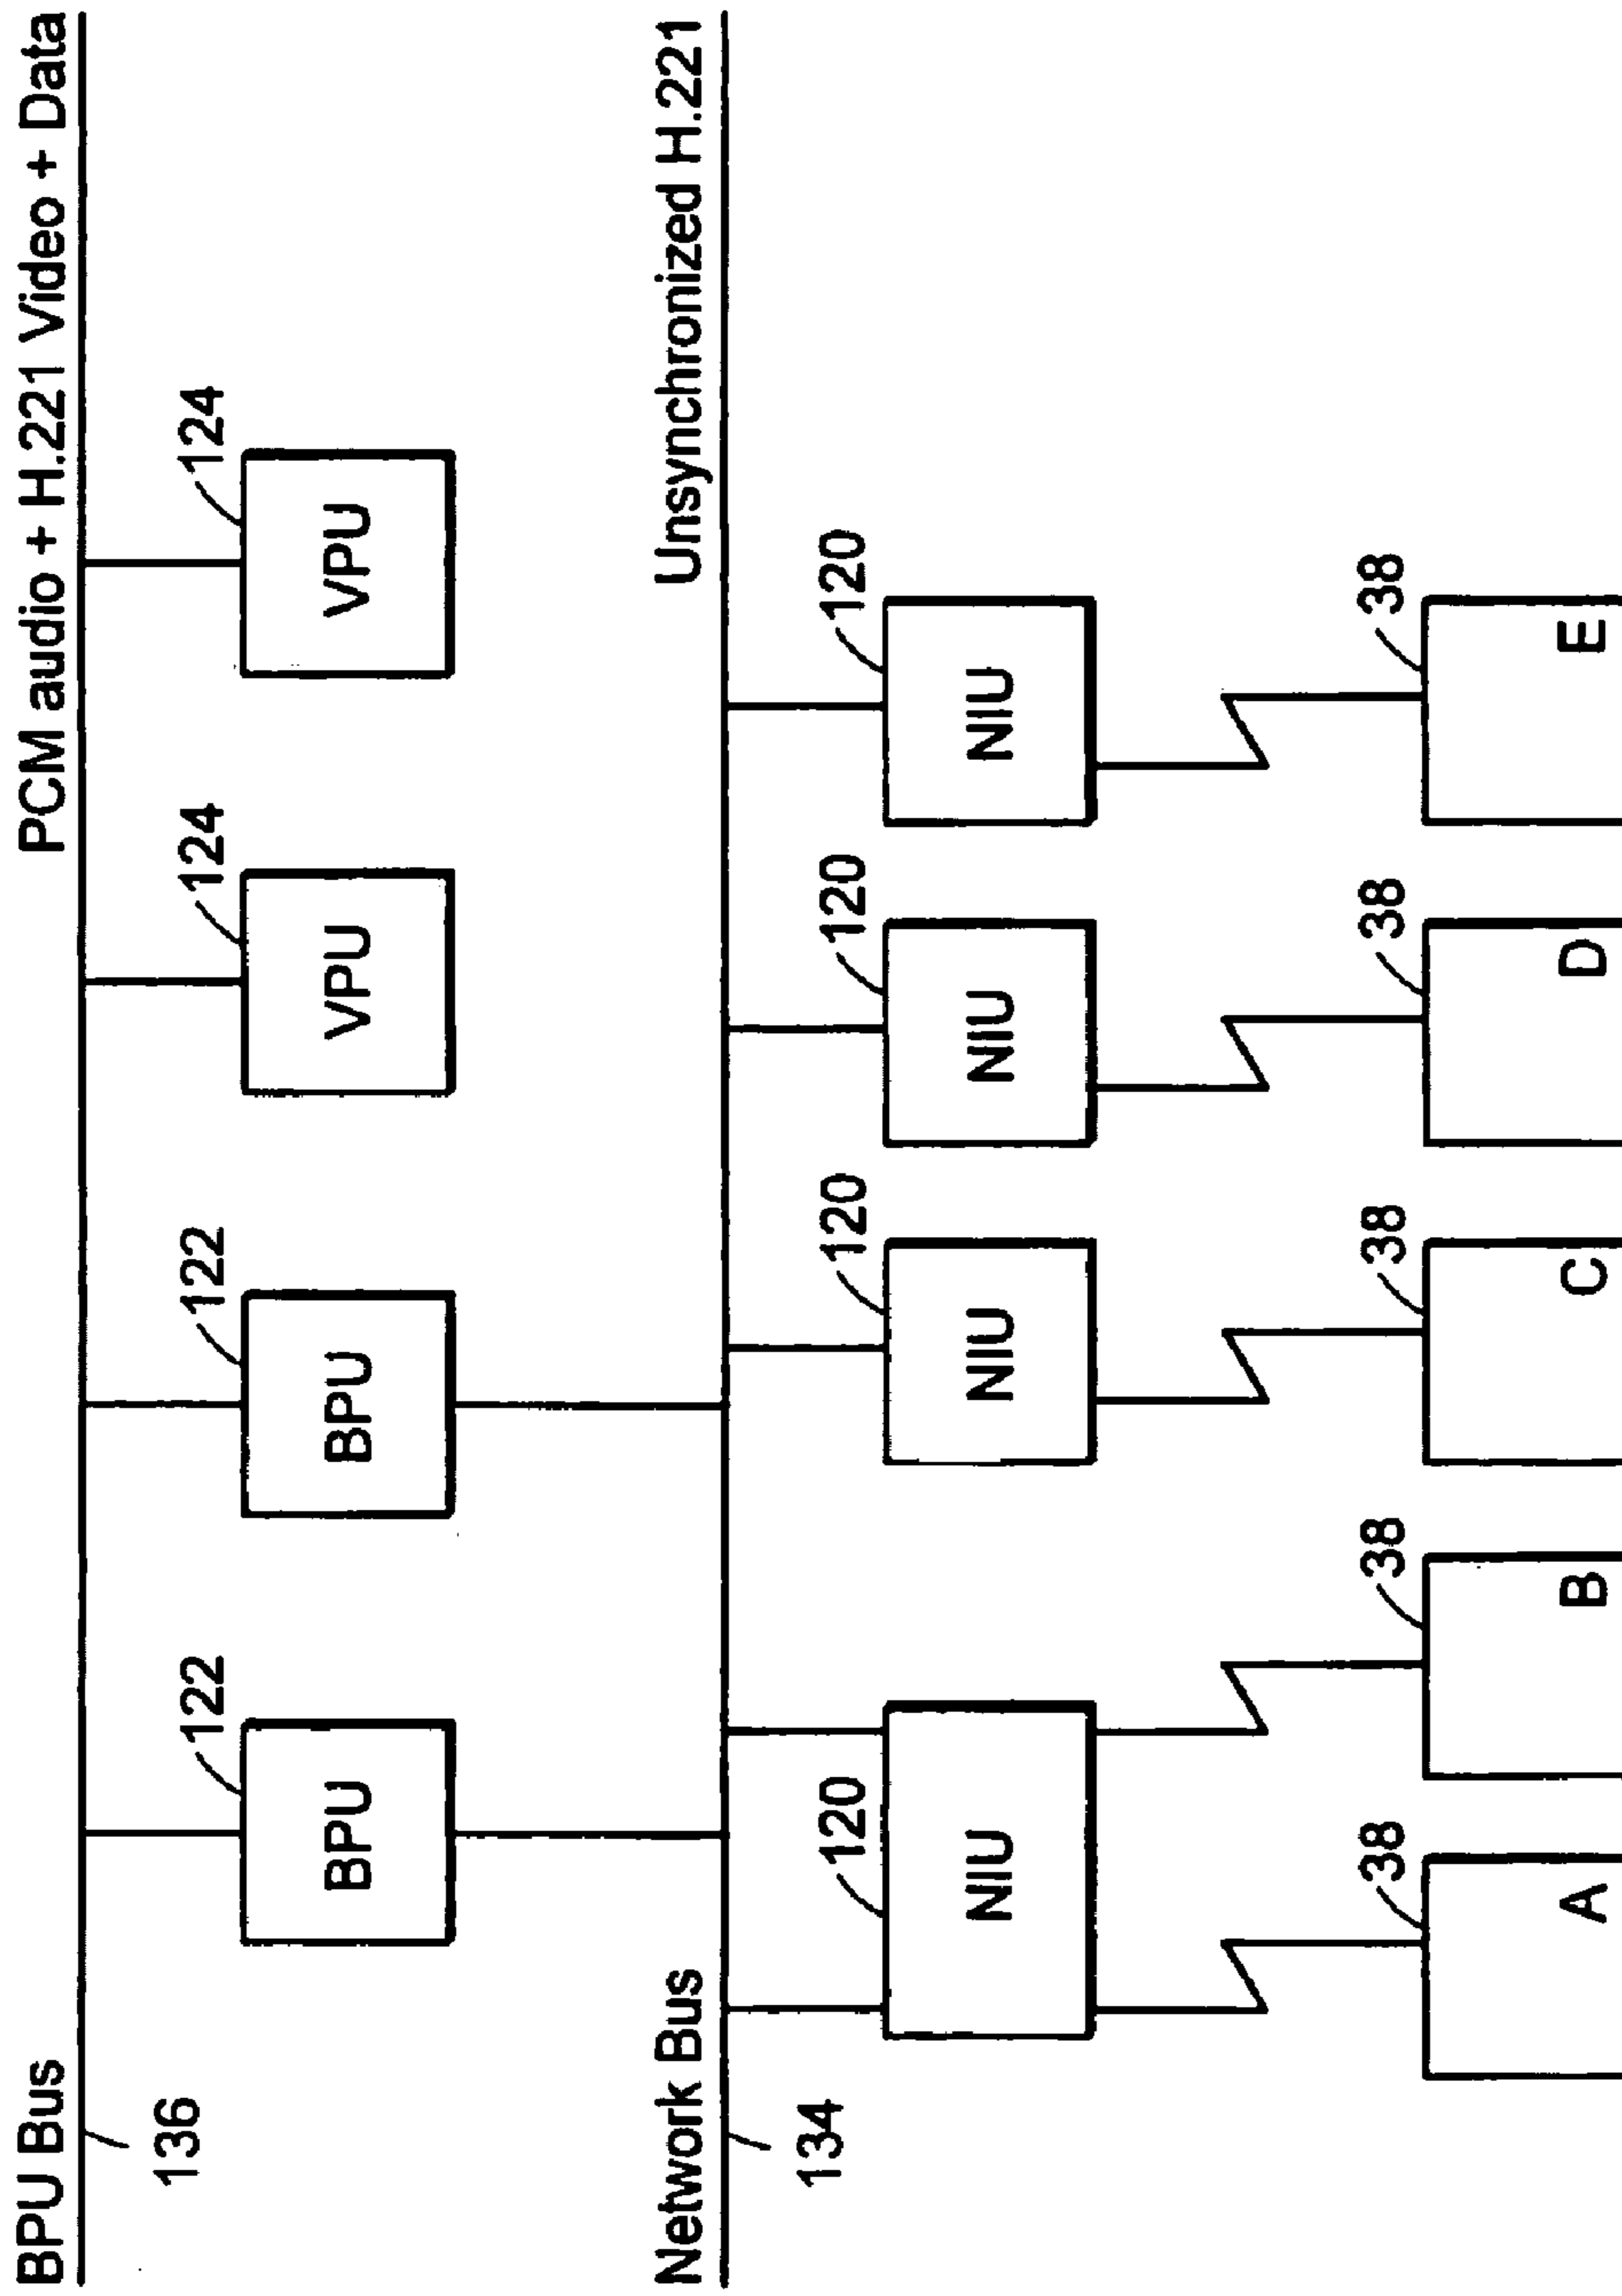 BPU Bus
PCM audio + H.221 Video + Data
136
122
122
124
124
BPU
BPU
VPU
VPU
Network Bus
Unsynchronized H.221
134
120
120
120
120
NIU
NIU
NIU
NIU
38
38
38
38
38
A
B
C
D
E